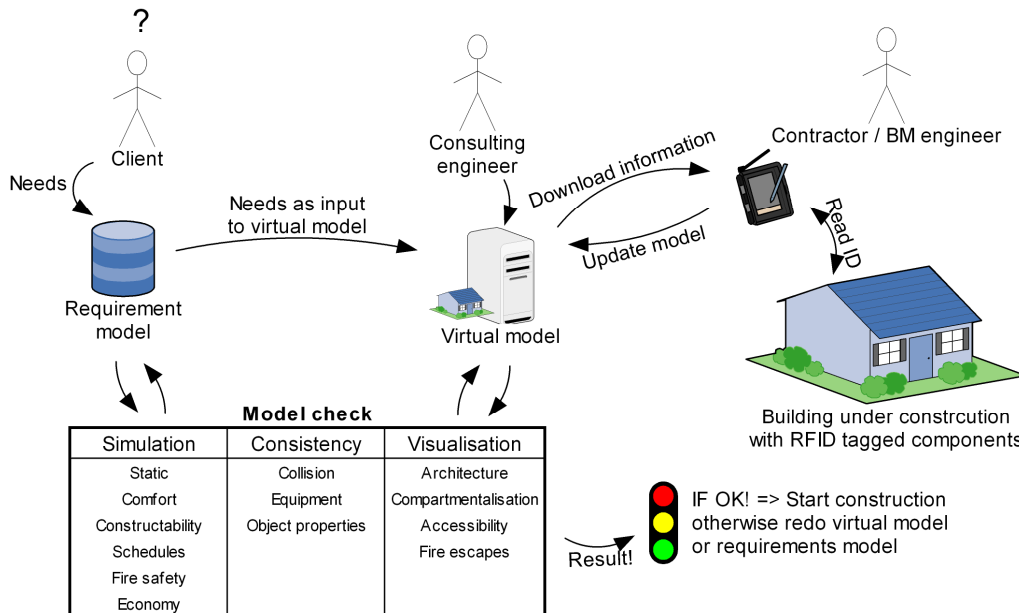 ?
Client
Needs
Requirement
model
Needs as input
to virtual model
Consulting
engineer
Virtual model
Download information
Update model
Contractor / BM engineer
Read ID
Building under constrcution
with RFID tagged components
Model check
Simulation
Static
Comfort
Constructability
Schedules
Fire safety
Economy
Consistency
Collision
Equipment
Object properties
Visualisation
Architecture
Compartmentalisation
Accessibility
Fire escapes
Result!
IF OK! => Start construction
otherwise redo virtual model
or requirements model